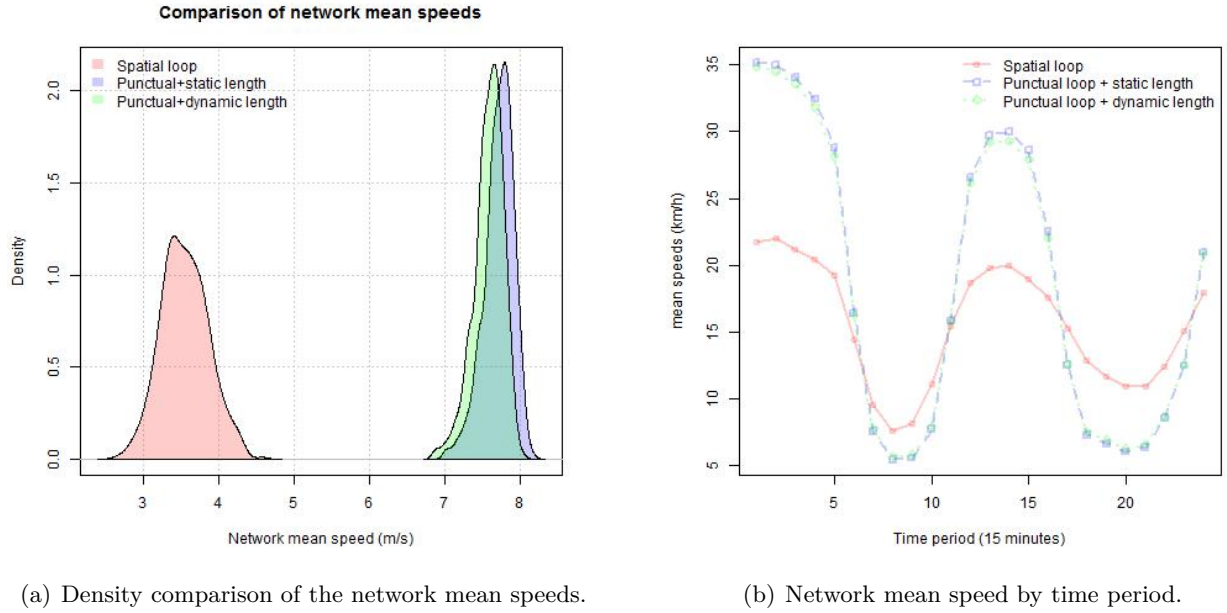 Comparison of network mean speeds
Spatial loop
Punctual+static length
Punctual+dynamic length
Density
0.0
0.5
1.0
1.5
2.0
3
4
5
6
7
8
Network mean speed (m/s)
Spatial loop
Punctual loop + static length
Punctual loop + dynamic length
mean speeds (km/h)
5
10
15
20
25
30
35
5
10
15
20
Time period (15 minutes)
(a) Density comparison of the network mean speeds.
(b) Network mean speed by time period.